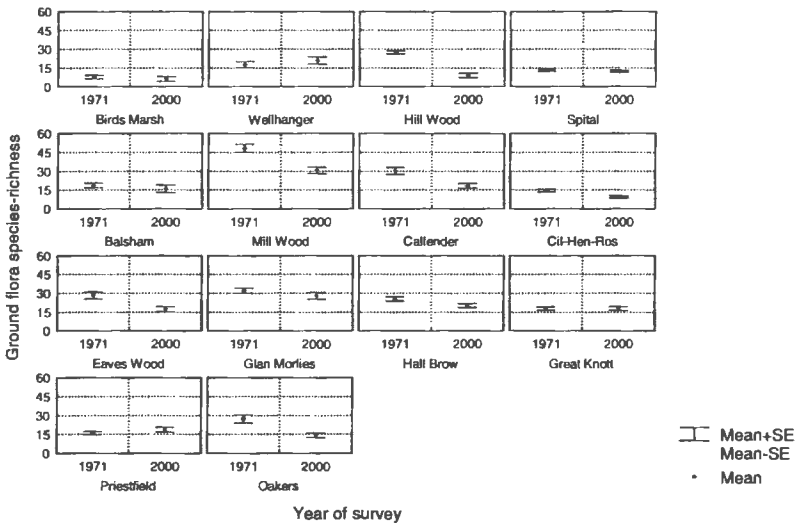 60
45
30
15
0
1971 2000 1971 2000 1971 2000 1971 2000
Birds Marsh Wellhanger Hill Wood Spital
60
45
30
15
0
1971 2000 1971 2000 1971 2000 1971 2000
Balsham Mill Wood Callender Cil-Hen-Ros
60
45
30
15
0
1971 2000 1971 2000 1971 2000 1971 2000
Eaves Wood Glan Morlies Hall Brow Great Knott
60
45
30
15
0
1971 2000 1971 2000
Priestfield Oakers
Ground flora species-richness
Year of survey
Mean+SE
Mean-SE
Mean